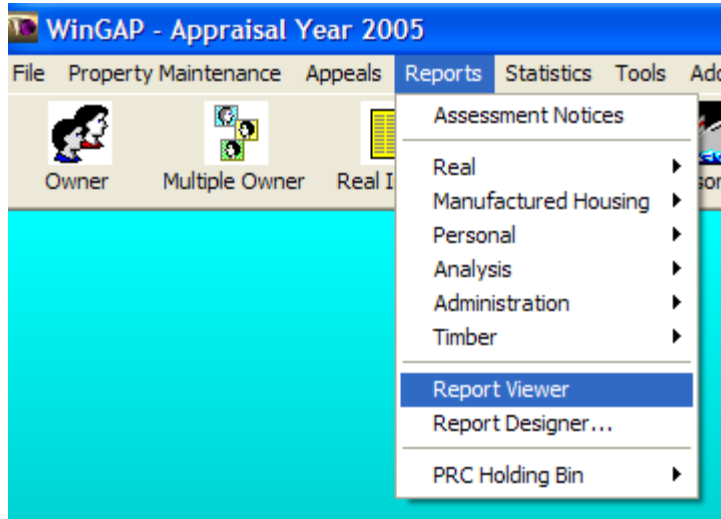 WinGAP - Appraisal Year 2005
File Property Maintenance Appeals Reports Statistics Tools
Owner Multiple Owner Real
Assessment Notices
Real
Manufactured Housing
Personal
Analysis
Administration
Timber
Report Viewer
Report Designer...
PRC Holding Bin